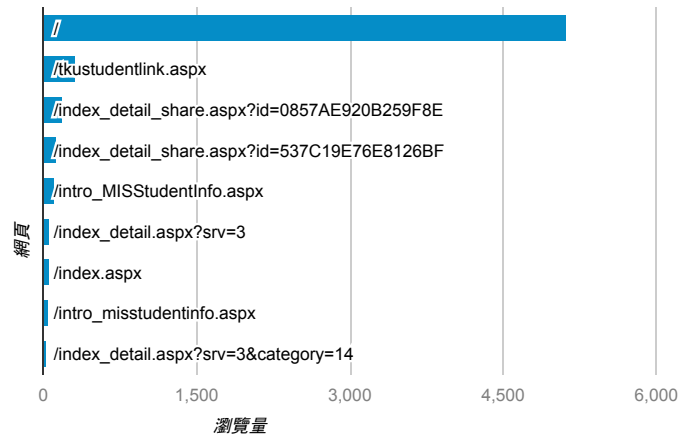 /
/tkustudentlink.aspx
/index_detail_share.aspx?id=0857AE920B259F8E
/index_detail_share.aspx?id=537C19E76E8126BF
/intro_MISStudentInfo.aspx
/index_detail.aspx?srv=3
/index.aspx
/intro_misstudentinfo.aspx
/index_detail.aspx?srv=3&category=14
網頁
0 1,500 3,000 4,500 6,000
瀏覽量